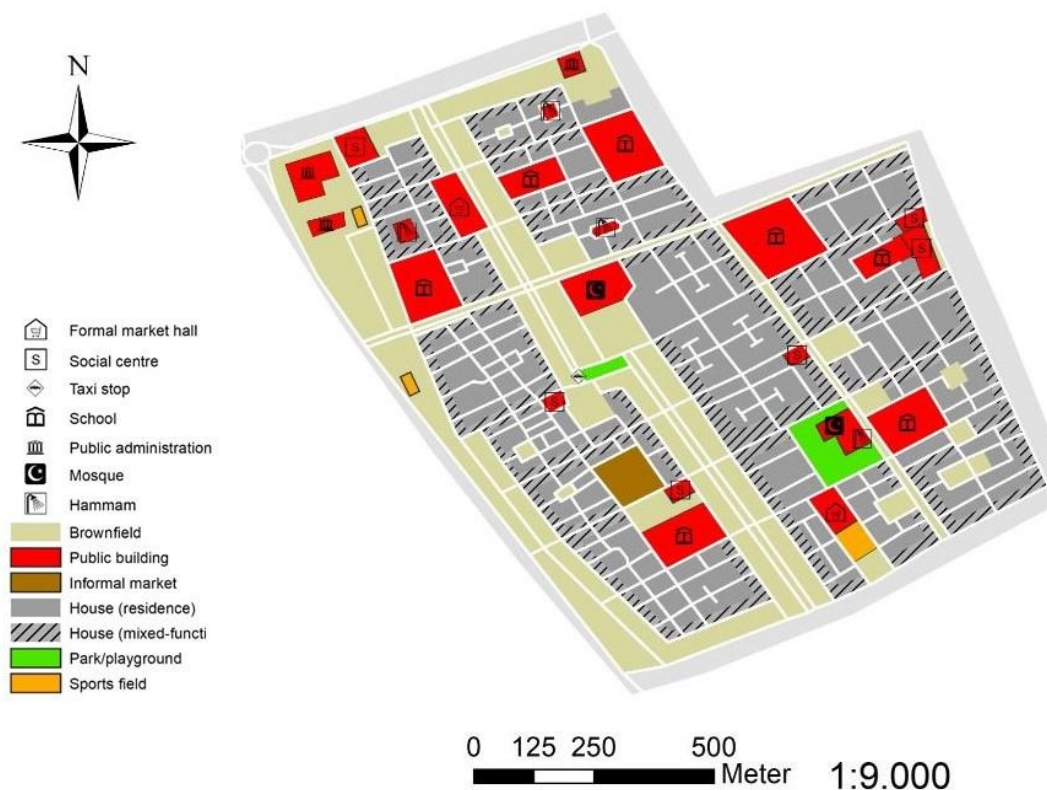 N
Formal market hall
S Social centre
Taxi stop
School
Public administration
Mosque
Hammam
Brownfield
Public building
Informal market
House (residence)
House (mixed-functi
Park/playground
Sports field
S
S
S
S
S
S
0 125 250 500
Meter 1:9.000